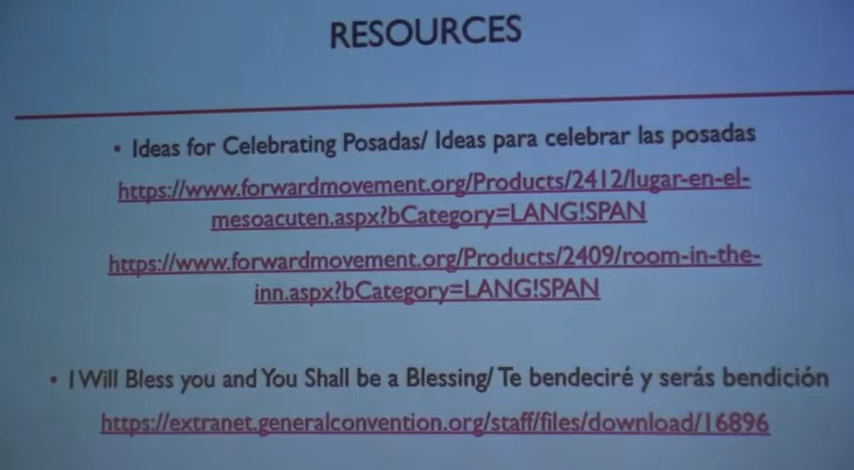 RESOURCES
• Ideas for Celebrating Posadas/ Ideas para celebrar las posadas
https://www.forwardmovement.org/Products/2412/lugar-en-el-
mesoacuten.aspx?bCategory=LANG!SPAN
https://www.forwardmovement.org/Products/2409/room-in-the-
inn.aspx?bCategory=LANG!SPAN
• I Will Bless you and You Shall be a Blessing/ Te bendeciré y serás bendición
https://extranet.generalconvention.org/staff/files/download/16896